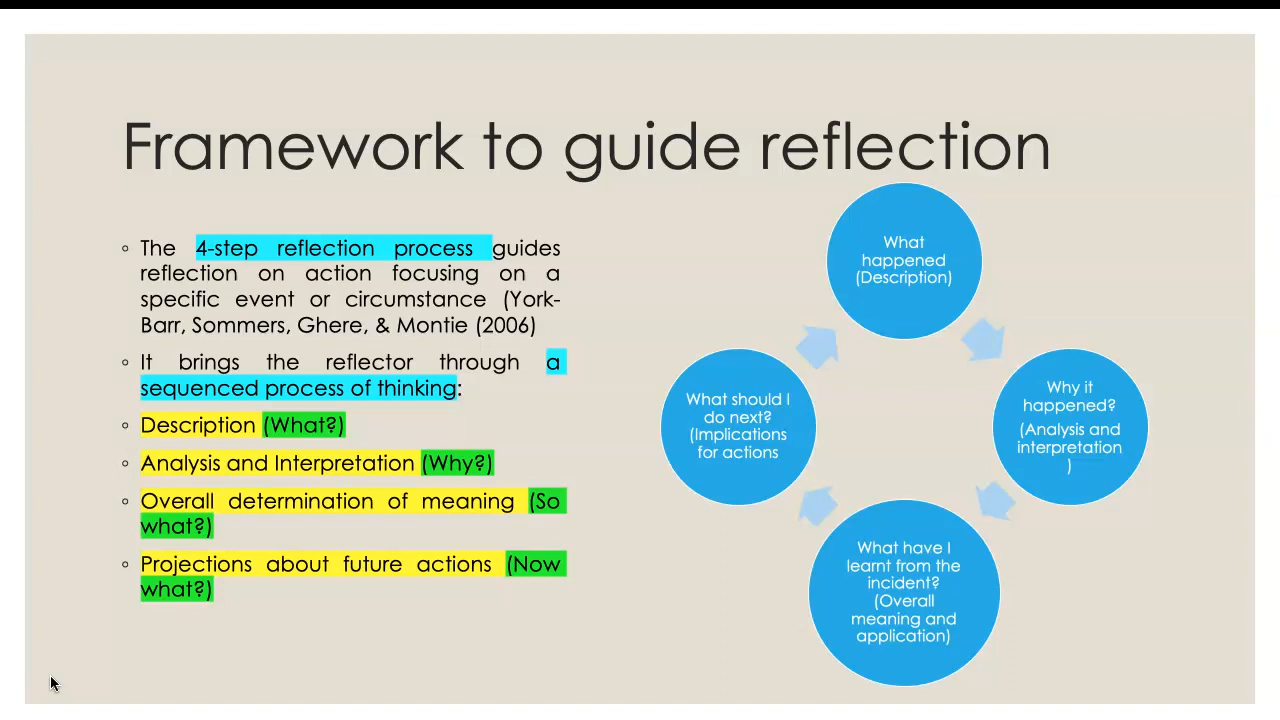 Framework to guide reflection
◦ The 4-step reflection process guides
reflection on action focusing on a
specific event or circumstance (York-
Barr, Sommers, Ghere, & Montie (2006)
◦ It brings the reflector through a
sequenced process of thinking:
◦ Description (What?)
◦ Analysis and Interpretation (Why?)
◦ Overall determination of meaning (So
what?)
◦ Projections about future actions (Now
what?)
What
happened
(Description)
Why it
happened?
(Analysis and
interpretation
)
What have I
learnt from the
incident?
(Overall
meaning and
application)
What should I
do next?
(Implications
for actions